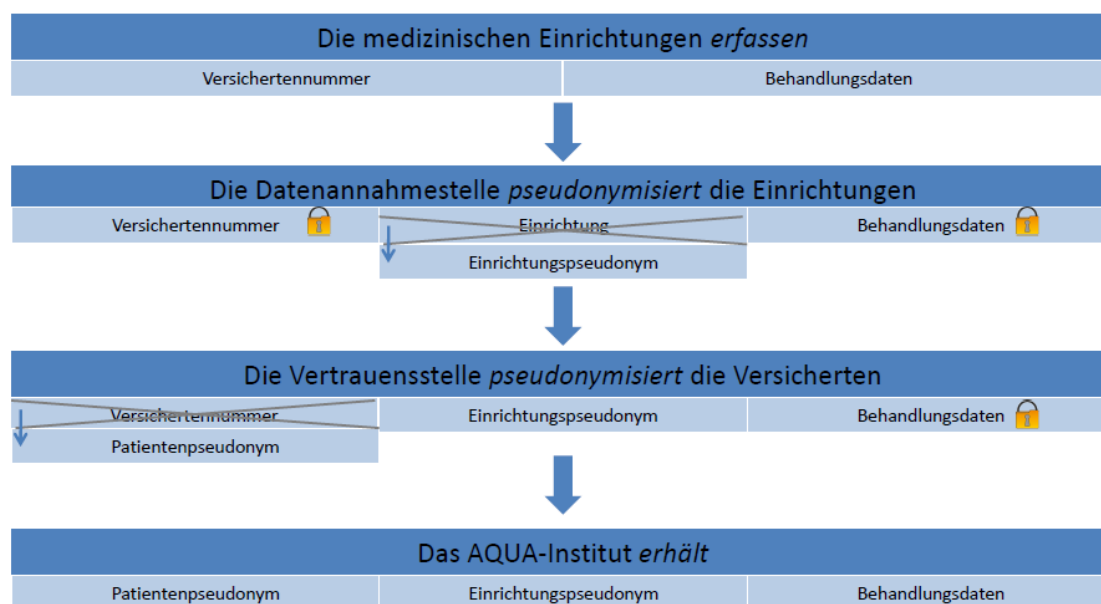 Die medizinischen Einrichtungen erfassen
Versichertennummer Behandlungsdaten
Die Datenannahmestelle pseudonymisiert die Einrichtungen
Versichertennummer Einrichtung Behandlungsdaten
Einrichtungspseudonym
Die Vertrauensstelle pseudonymisiert die Versicherten
Versichertennummer Einrichtungspseudonym Behandlungsdaten
Patientenpseudonym
Das AQUA-Institut erhält
Patientenpseudonym Einrichtungspseudonym Behandlungsdaten